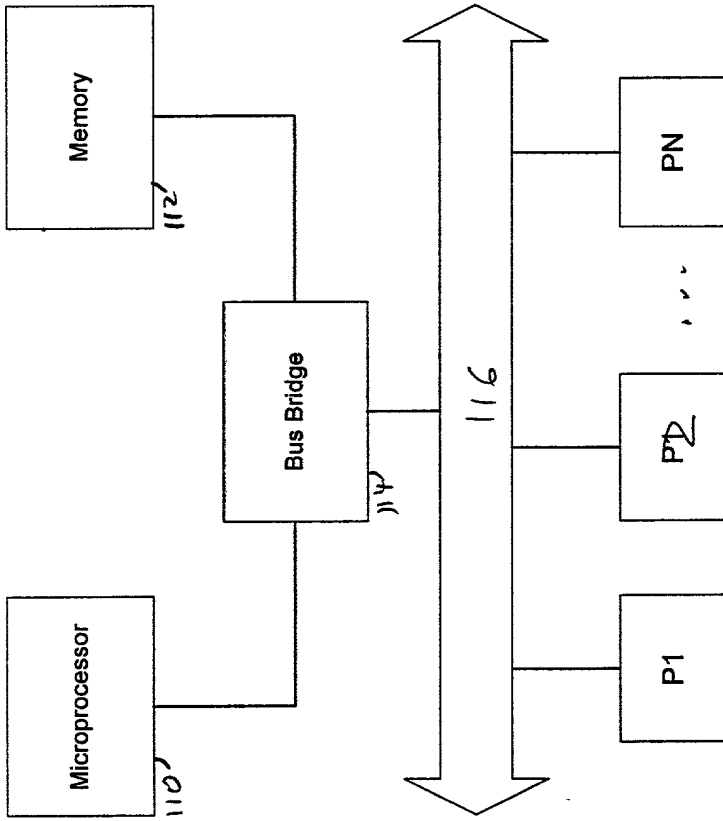 Microprocessor
110
Memory
112
Bus Bridge
114
116
P1
P2
...
PN